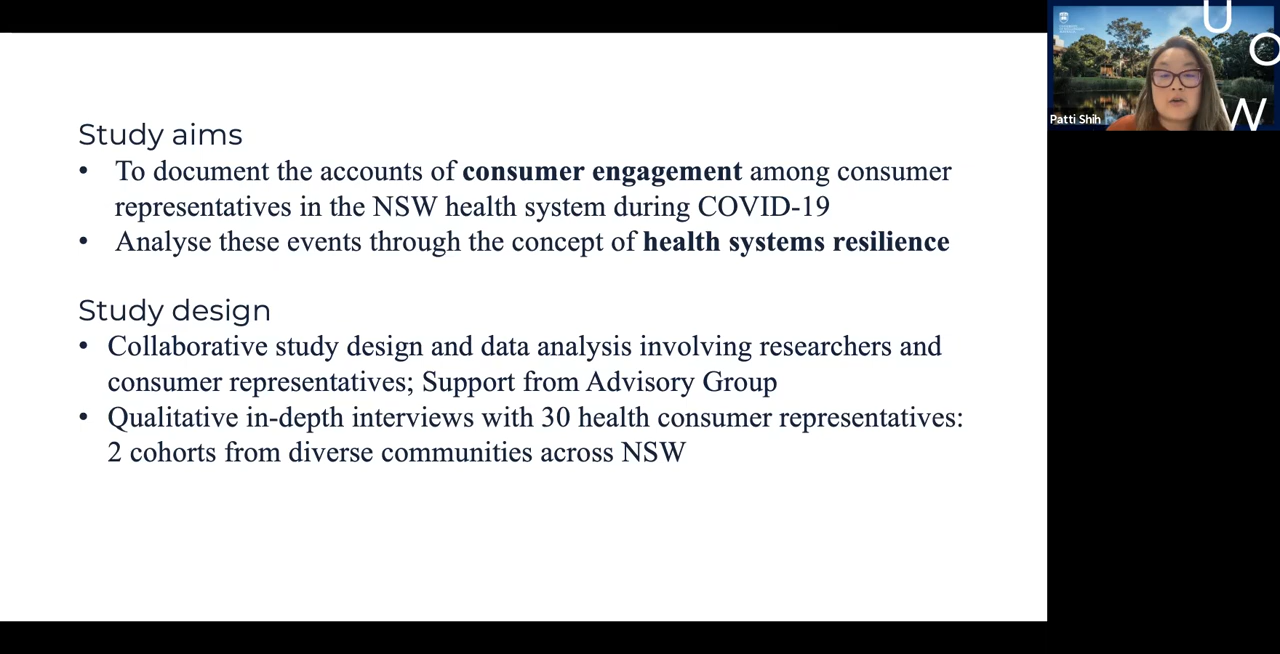 Study aims
• To document the accounts of consumer engagement among consumer
representatives in the NSW health system during COVID-19
• Analyse these events through the concept of health systems resilience
Study design
• Collaborative study design and data analysis involving researchers and
consumer representatives; Support from Advisory Group
• Qualitative in-depth interviews with 30 health consumer representatives:
2 cohorts from diverse communities across NSW
U
O
W
Patti Shih